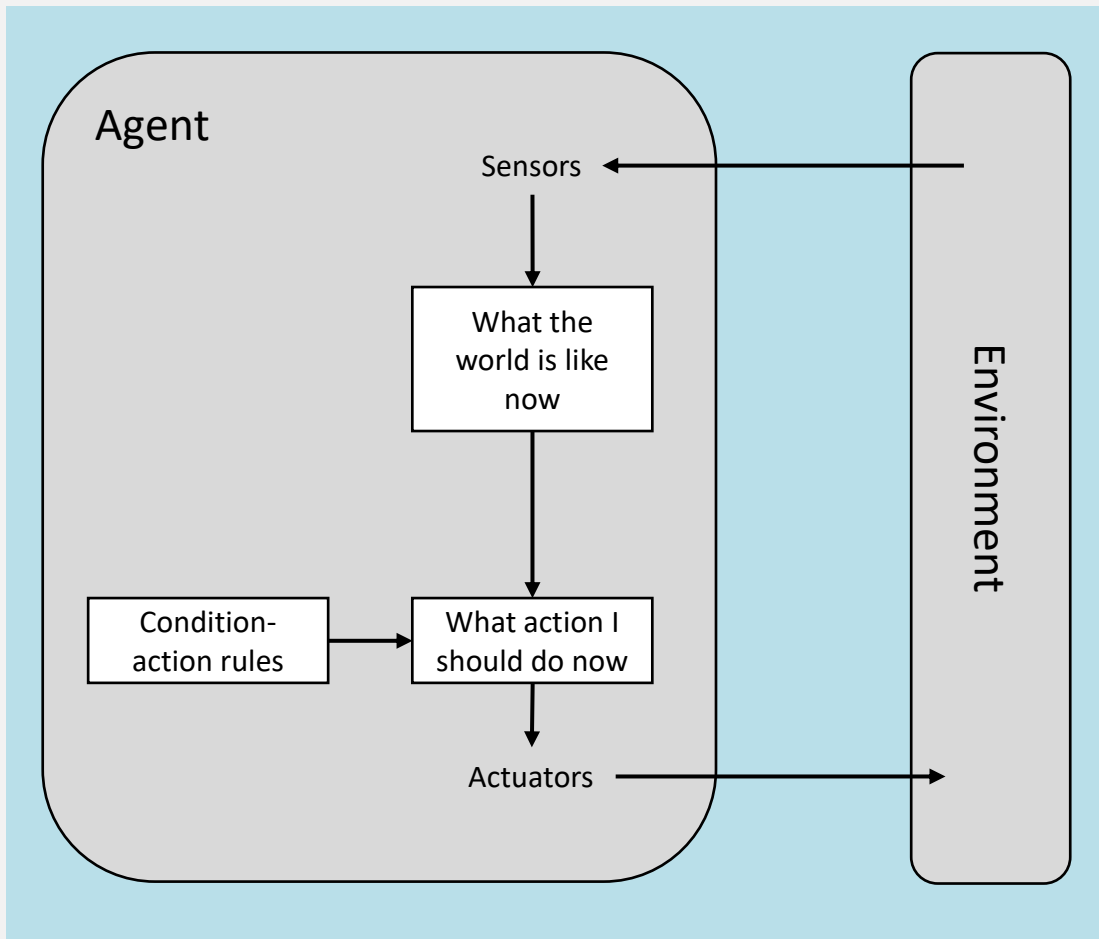 Agent
Sensors
What the
world is like
now
Environment
Condition-
action rules
What action I
should do now
Actuators